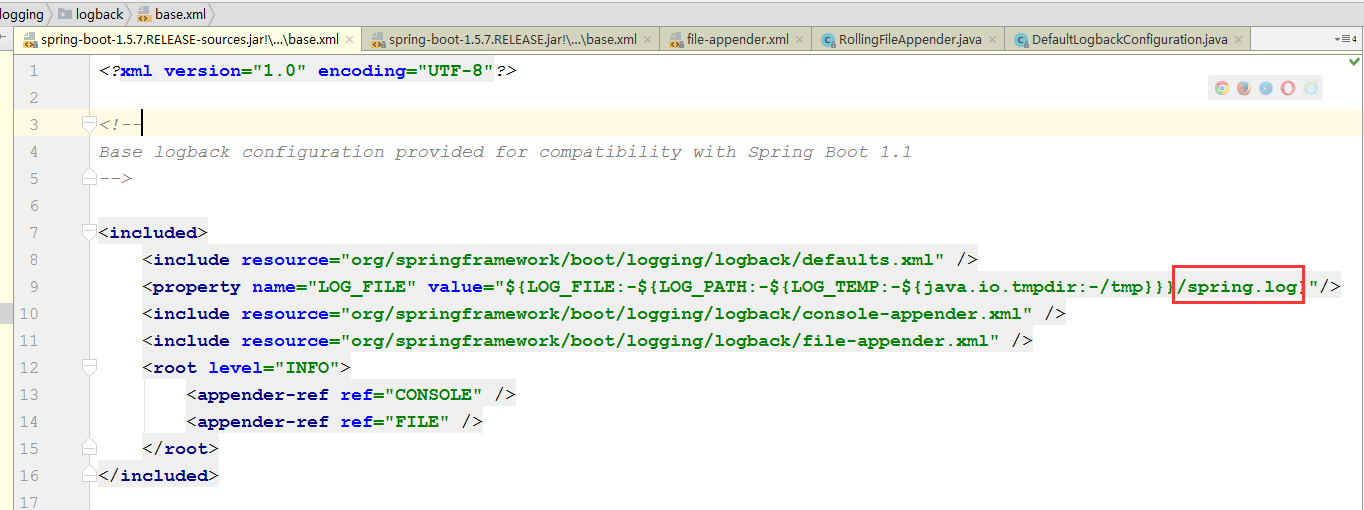 logging logback base.xml
spring-boot-1.5.7.RELEASE-sources.jar!\...\base.xml spring-boot-1.5.7.RELEASE.jar!\...\base.xml file-appender.xml RollingFileAppender.java DefaultLogbackConfiguration.java 4
1 <?xml version="1.0" encoding="UTF-8"?>
2
3 <!--
4 Base logback configuration provided for compatibility with Spring Boot 1.1
5 -->
6
7 <included>
8 <include resource="org/springframework/boot/logging/logback/defaults.xml" />
9 <property name="LOG_FILE" value="${LOG_FILE:-${LOG_PATH:-${LOG_TEMP:-${java.io.tmpdir:-/tmp}}}/spring.log}"/>
10 <include resource="org/springframework/boot/logging/logback/console-appender.xml" />
11 <include resource="org/springframework/boot/logging/logback/file-appender.xml" />
12 <root level="INFO">
13 <appender-ref ref="CONSOLE" />
14 <appender-ref ref="FILE" />
15 </root>
16 </included>
17